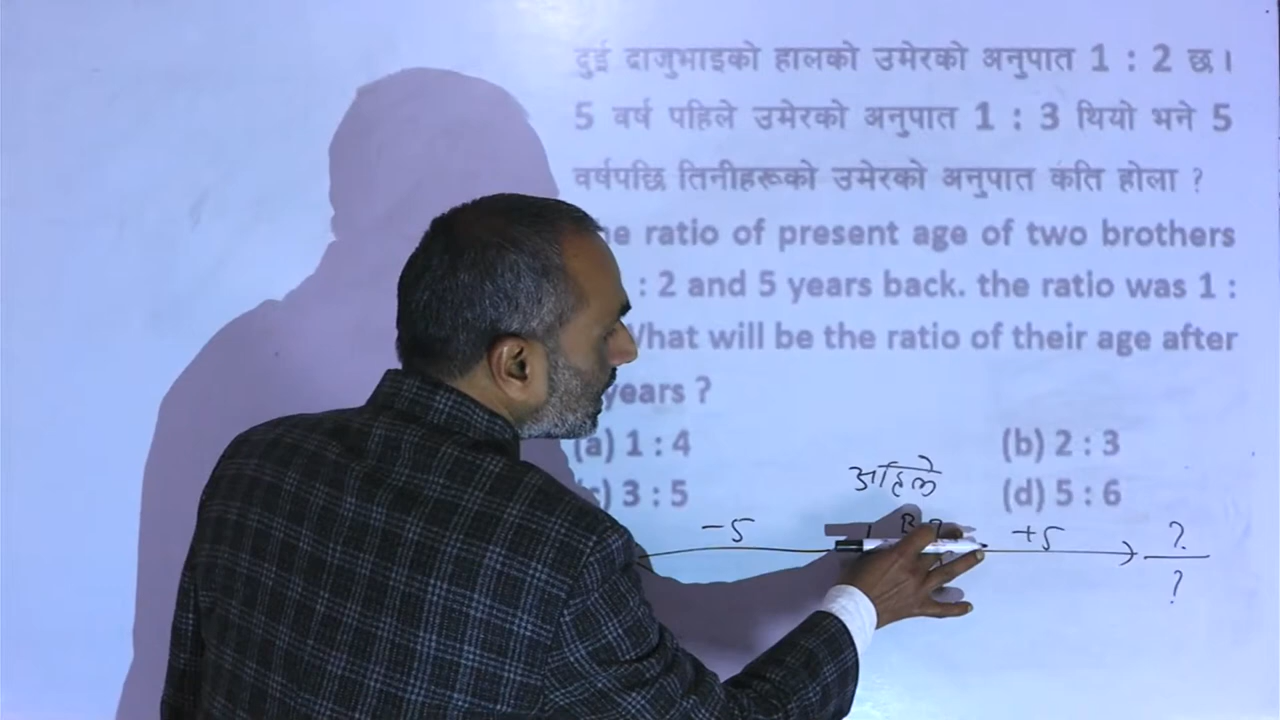 दुई दाजुभाइको हालको उमेरको अनुपात 1 : 2 छ।
5 वर्ष पहिले उमेरको अनुपात 1 : 3 थियो भने 5
वर्षपछि तिनीहरूको उमेरको अनुपात कति होला ?
ratio of present age of two brothers
: 2 and 5 years back. the ratio was 1 :
What will be the ratio of their age after
years ?
(a) 1 : 4 (b) 2 : 3
3 : 5 (d) 5 : 6
अहिले
-5 +5 ?
?